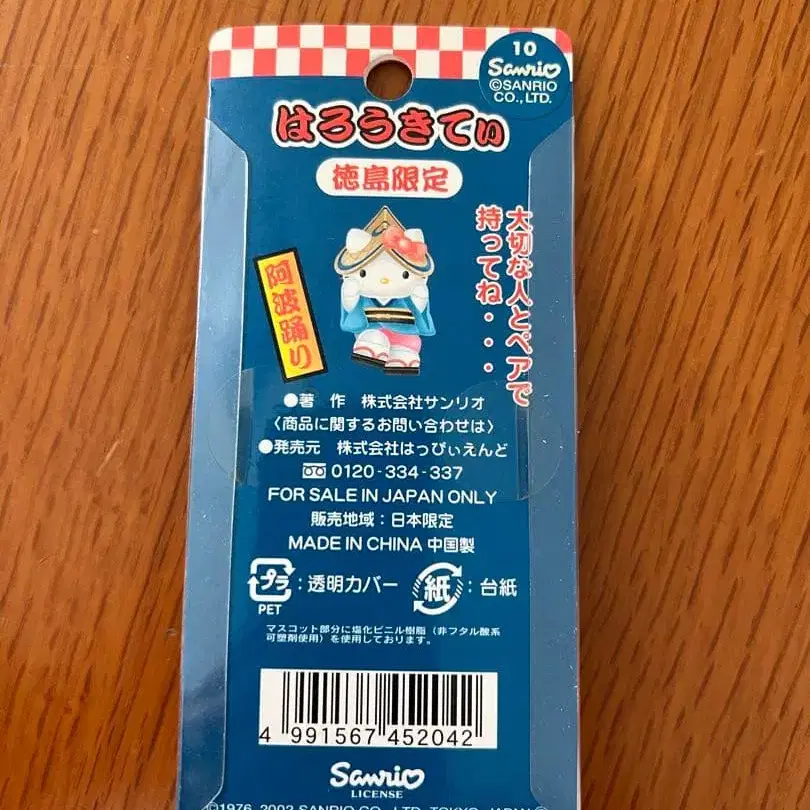 10
Sanrio
©SANRIO
CO., LTD.
はろうきてぃ
徳島限定
大切な人とペアで
持ってね・・・
阿波踊り
●著 作 株式会社サンリオ
〈商品に関するお問い合わせは〉
●発売元 株式会社はっぴぃえんど
0120-334-337
FOR SALE IN JAPAN ONLY
販売地域：日本限定
MADE IN CHINA 中国製
プラ：透明カバー
PET
紙：台紙
マスコット部分に塩化ビニル樹脂（非フタル酸系
可塑剤使用）を使用しております。
4 991567 452042
Sanrio
LICENSE
©1976, 2002 SANRIO CO., LTD. TOKYO, JAPAN